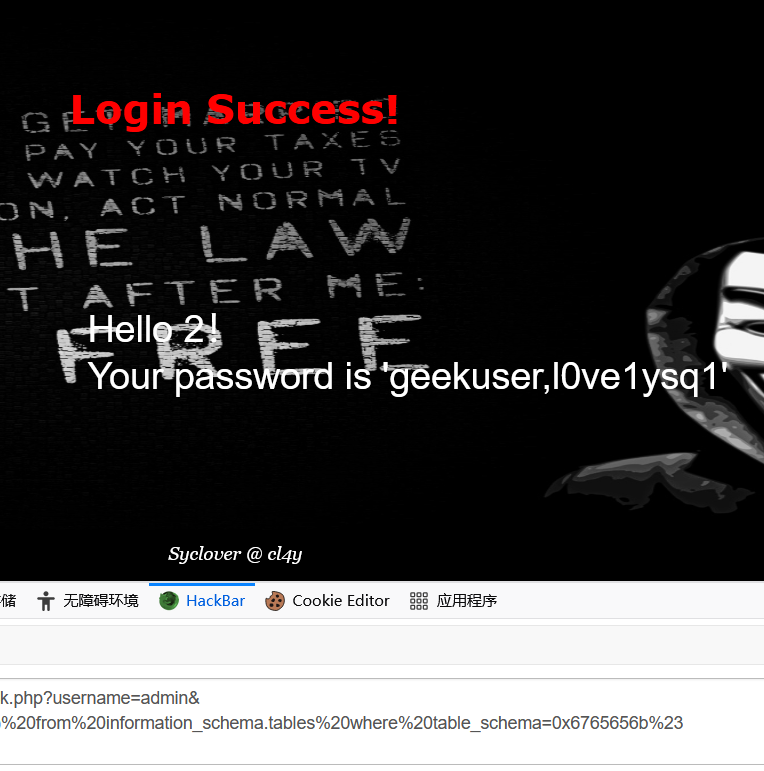 Login Success!
GET
PAY YOUR TAXES
WATCH YOUR TV
ON, ACT NORMAL
HE LAW
T AFTER ME:
FREE
Hello 2!
Your password is 'geekuser,l0ve1ysq1'
Syclover @ cl4y
储 无障碍环境 HackBar Cookie Editor 应用程序
k.php?username=admin&
%20from%20information_schema.tables%20where%20table_schema=0x6765656b%23